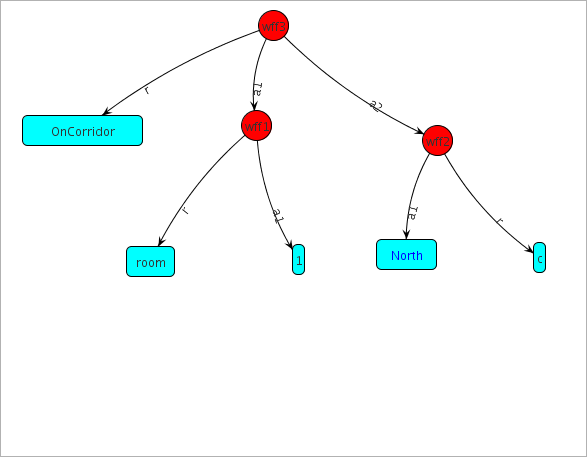 wff3
r
a1
a2
OnCorridor
wff1
wff2
r
a1
a1
r
room
1
North
c